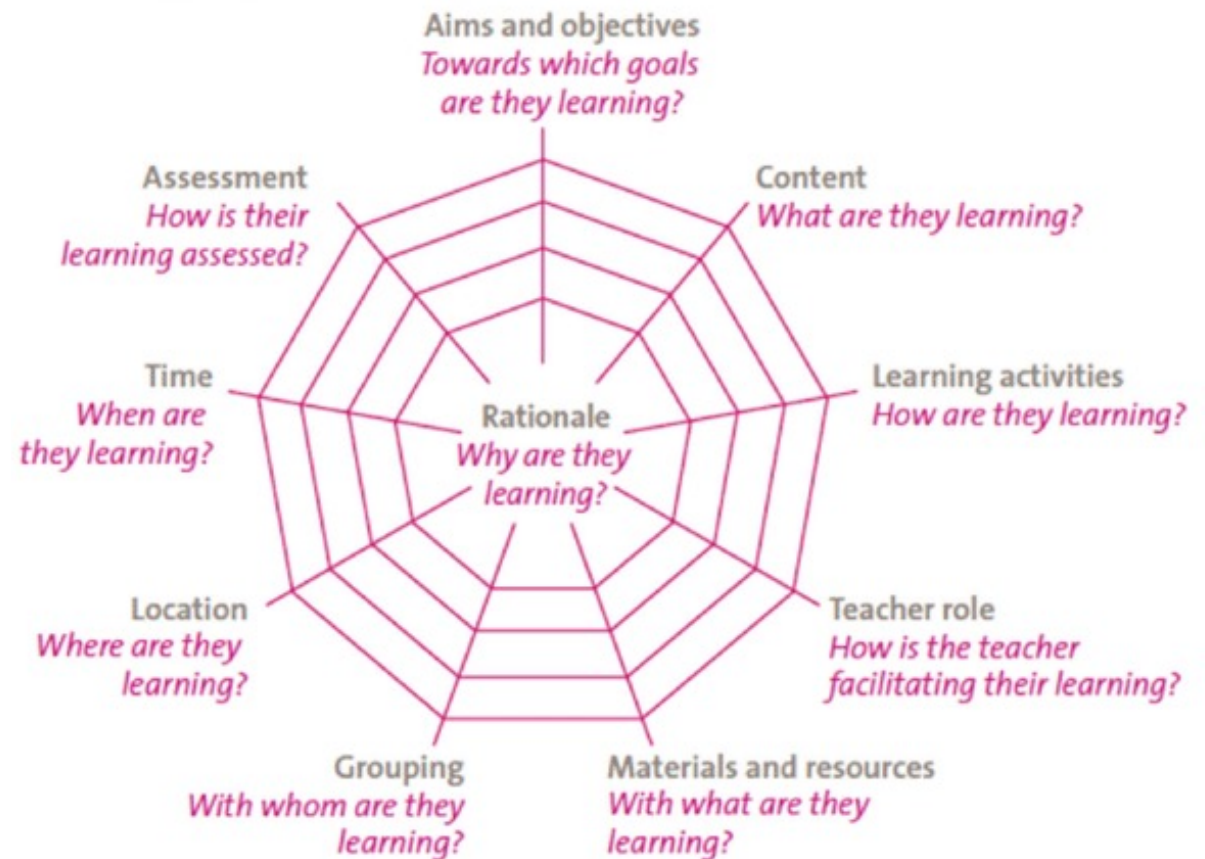 Aims and objectives
Towards which goals
are they learning?
Content
What are they learning?
Learning activities
How are they learning?
Teacher role
How is the teacher
facilitating their learning?
Materials and resources
With what are they
learning?
Grouping
With whom are they
learning?
Location
Where are they
learning?
Time
When are
they learning?
Assessment
How is their
learning assessed?
Rationale
Why are they
learning?